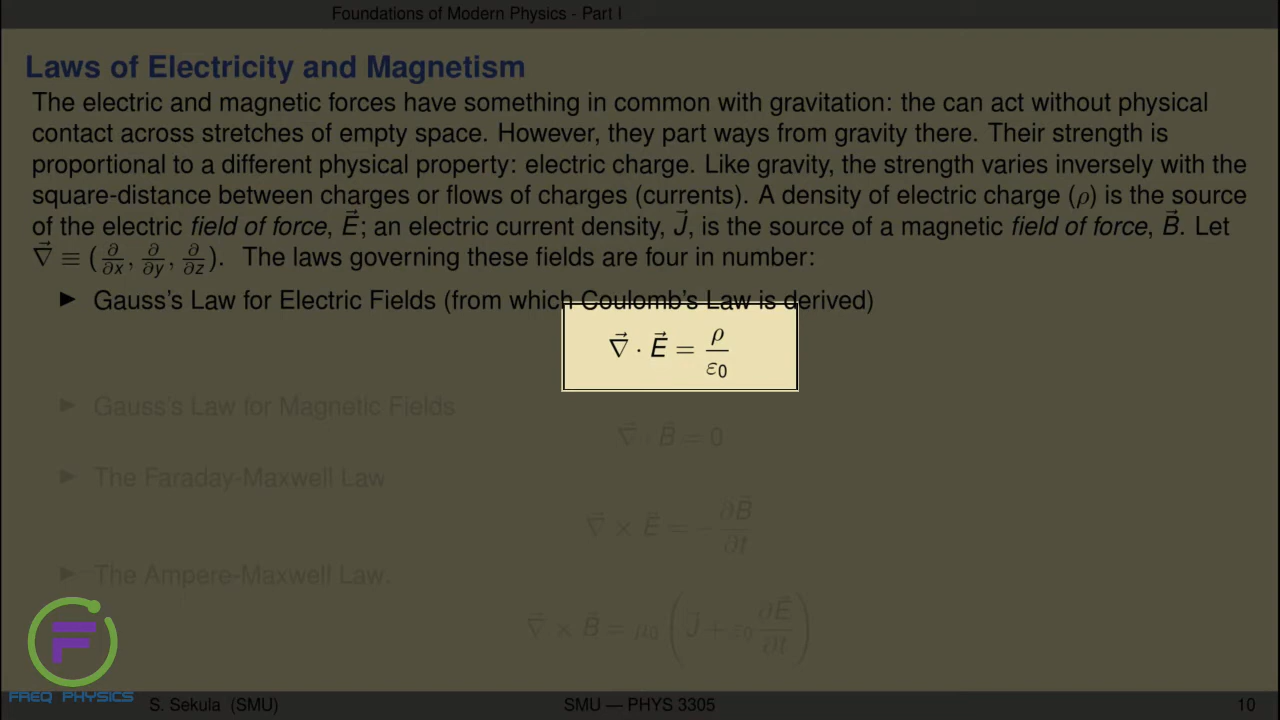 Foundations of Modern Physics - Part I
Laws of Electricity and Magnetism
The electric and magnetic forces have something in common with gravitation: the can act without physical
contact across stretches of empty space. However, they part ways from gravity there. Their strength is
proportional to a different physical property: electric charge. Like gravity, the strength varies inversely with the
square-distance between charges or flows of charges (currents). A density of electric charge (ρ) is the source
of the electric field of force, E⃗; an electric current density, J⃗, is the source of a magnetic field of force, B⃗. Let
∇⃗ ≡ (∂/∂x, ∂/∂y, ∂/∂z). The laws governing these fields are four in number:
▶ Gauss's Law for Electric Fields (from which Coulomb's Law is derived)
∇⃗ · E⃗ = ρ/ε₀
▶ Gauss's Law for Magnetic Fields
∇⃗ · B⃗ = 0
▶ The Faraday-Maxwell Law
∇⃗ × E⃗ = −∂B⃗/∂t
▶ The Ampere-Maxwell Law.
∇⃗ × B⃗ = μ₀ (J⃗ + ε₀ ∂E⃗/∂t)
F
FREQ PHYSICS
S. Sekula (SMU) SMU — PHYS 3305 10